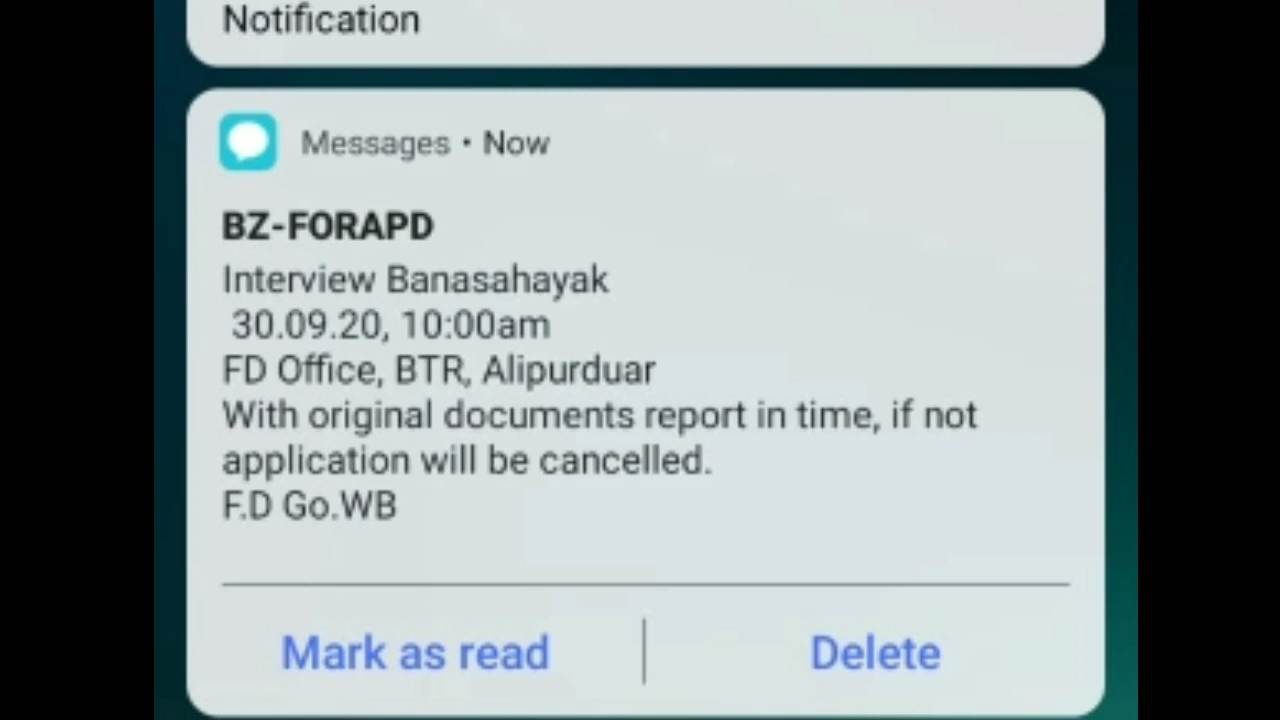 Notification
Messages • Now
BZ-FORAPD
Interview Banasahayak
30.09.20, 10:00am
FD Office, BTR, Alipurduar
With original documents report in time, if not
application will be cancelled.
F.D Go.WB
Mark as read
Delete